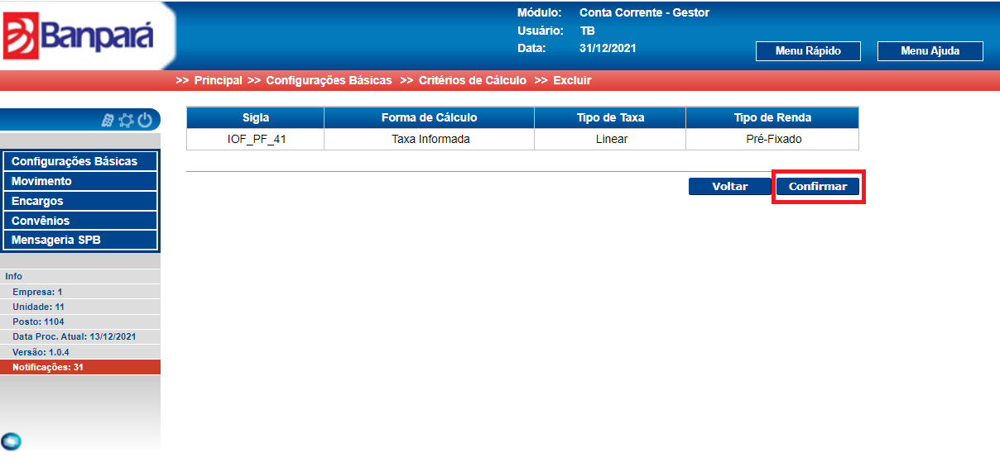 Banpará
Módulo: Conta Corrente - Gestor
Usuário: TB
Data: 31/12/2021
Menu Rápido Menu Ajuda
>> Principal >> Configurações Básicas >> Critérios de Cálculo >> Excluir
Sigla Forma de Cálculo Tipo de Taxa Tipo de Renda
IOF_PF_41 Taxa Informada Linear Pré-Fixado
Voltar Confirmar
Configurações Básicas
Movimento
Encargos
Convênios
Mensageria SPB
Info
Empresa: 1
Unidade: 11
Posto: 1104
Data Proc. Atual: 13/12/2021
Versão: 1.0.4
Notificações: 31